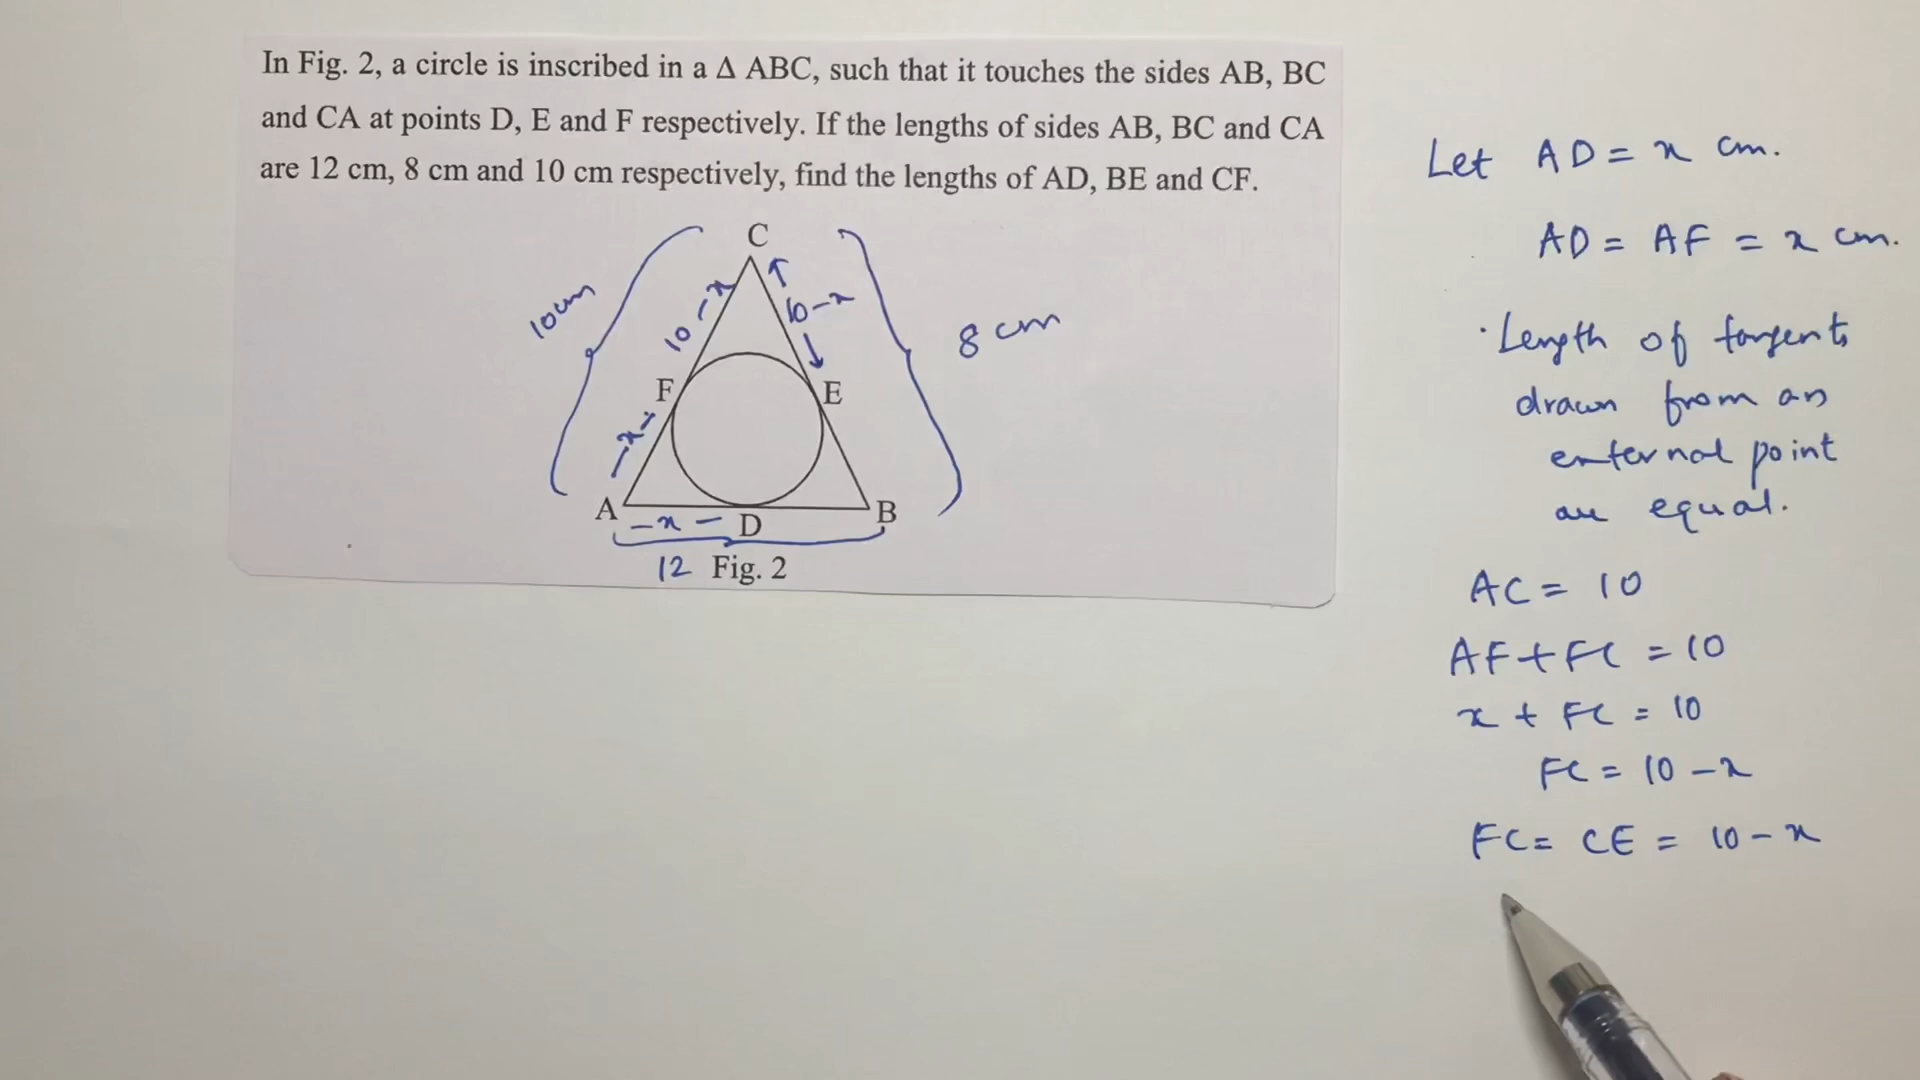 In Fig. 2, a circle is inscribed in a Δ ABC, such that it touches the sides AB, BC
and CA at points D, E and F respectively. If the lengths of sides AB, BC and CA
are 12 cm, 8 cm and 10 cm respectively, find the lengths of AD, BE and CF.
C
10cm
10 - x
10-x
8 cm
F
E
-x-
A
B
-x-
D
12
Fig. 2
Let AD = x cm.
AD = AF = x cm.
Length of tangents
drawn from an
external point
are equal.
AC = 10
AF + FC = 10
x + FC = 10
FC = 10 - x
FC = CE = 10 - x